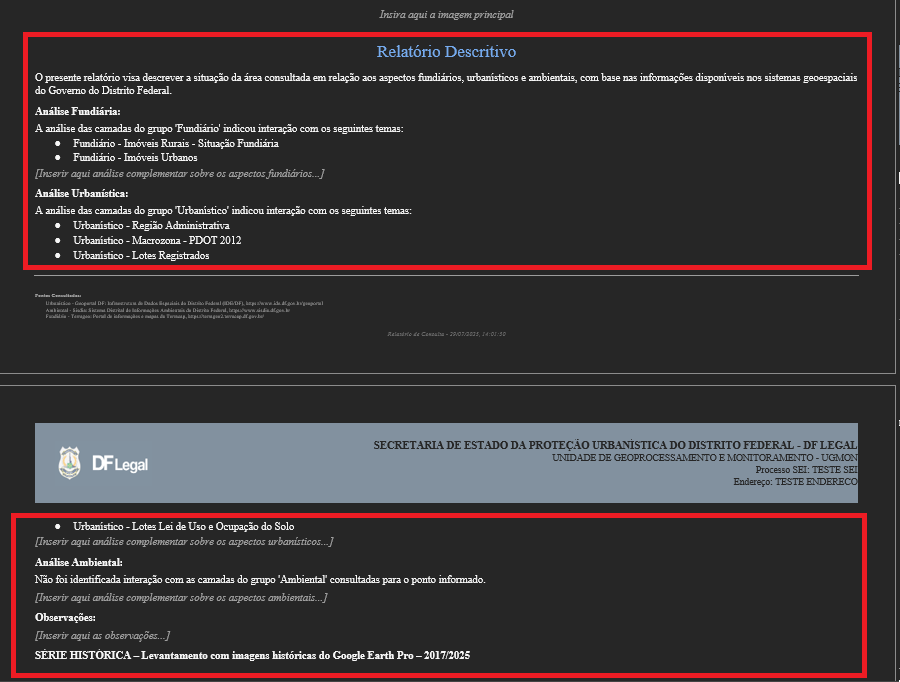 Insira aqui a imagem principal
Relatório Descritivo
O presente relatório visa descrever a situação da área consultada em relação aos aspectos fundiários, urbanísticos e ambientais, com base nas informações disponíveis nos sistemas geoespaciais
do Governo do Distrito Federal.
Análise Fundiária:
A análise das camadas do grupo 'Fundiário' indicou interação com os seguintes temas:
● Fundiário - Imóveis Rurais - Situação Fundiária
● Fundiário - Imóveis Urbanos
[Inserir aqui análise complementar sobre os aspectos fundiários...]
Análise Urbanística:
A análise das camadas do grupo 'Urbanístico' indicou interação com os seguintes temas:
● Urbanístico - Região Administrativa
● Urbanístico - Macrozona - PDOT 2012
● Urbanístico - Lotes Registrados
Fontes Consultadas:
Urbanístico - Geoportal DF: Infraestrutura de Dados Espaciais do Distrito Federal (IDE/DF), https://www.ide.df.gov.br/geoportal
Ambiental - Sisdia: Sistema Distrital de Informações Ambientais do Distrito Federal, https://www.sisdia.df.gov.br
Fundiário - Terrageo: Portal de informações e mapas da Terracap, https://terrageo2.terracap.df.gov.br/
Relatório de Consulta - 29/07/2025, 14:01:50
DF Legal
SECRETARIA DE ESTADO DA PROTEÇÃO URBANÍSTICA DO DISTRITO FEDERAL - DF LEGAL
UNIDADE DE GEOPROCESSAMENTO E MONITORAMENTO - UGMON
Processo SEI: TESTE SEI
Endereço: TESTE ENDERECO
● Urbanístico - Lotes Lei de Uso e Ocupação do Solo
[Inserir aqui análise complementar sobre os aspectos urbanísticos...]
Análise Ambiental:
Não foi identificada interação com as camadas do grupo 'Ambiental' consultadas para o ponto informado.
[Inserir aqui análise complementar sobre os aspectos ambientais...]
Observações:
[Inserir aqui as observações...]
SÉRIE HISTÓRICA – Levantamento com imagens históricas do Google Earth Pro – 2017/2025